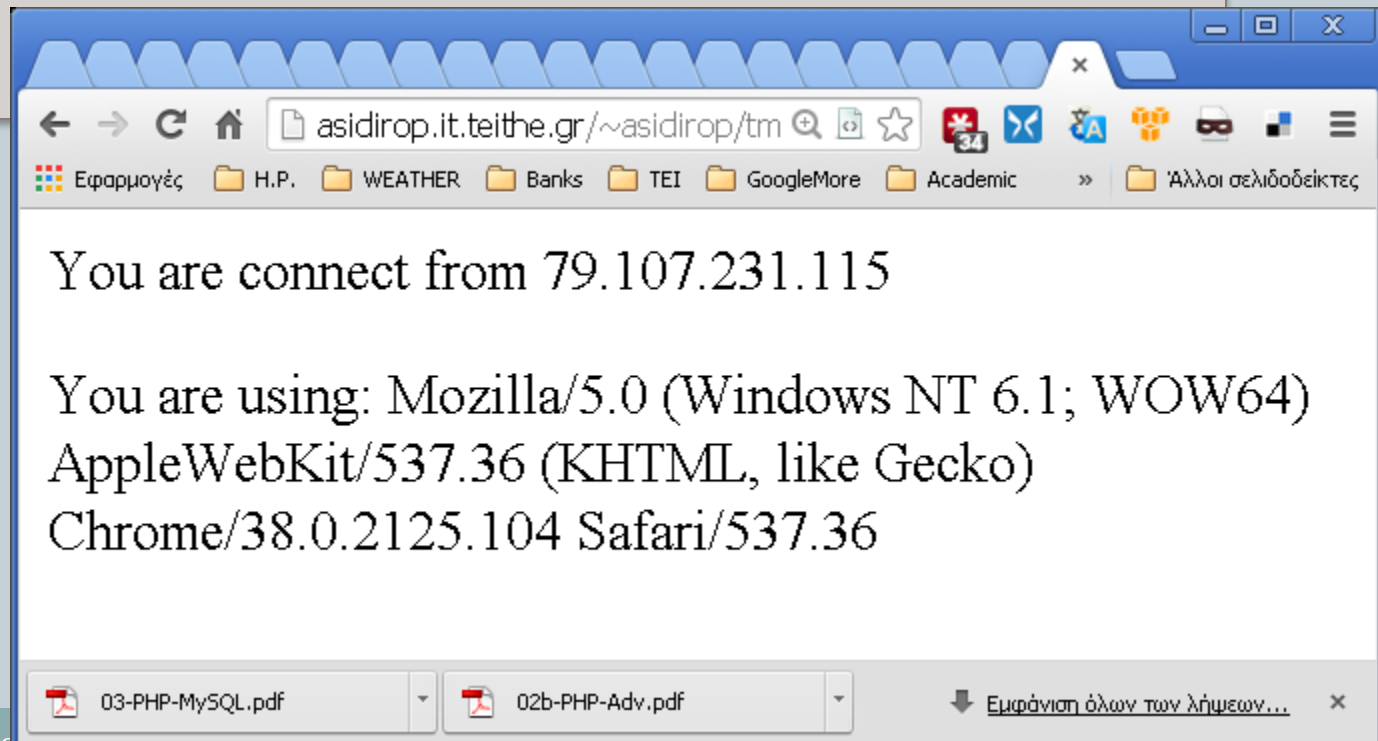 asidirop.it.teithe.gr/~asidirop/tm
34
Εφαρμογές H.P. WEATHER Banks TEI GoogleMore Academic » Άλλοι σελιδοδείκτες
You are connect from 79.107.231.115
You are using: Mozilla/5.0 (Windows NT 6.1; WOW64)
AppleWebKit/537.36 (KHTML, like Gecko)
Chrome/38.0.2125.104 Safari/537.36
03-PHP-MySQL.pdf 02b-PHP-Adv.pdf Εμφάνιση όλων των λήψεων...